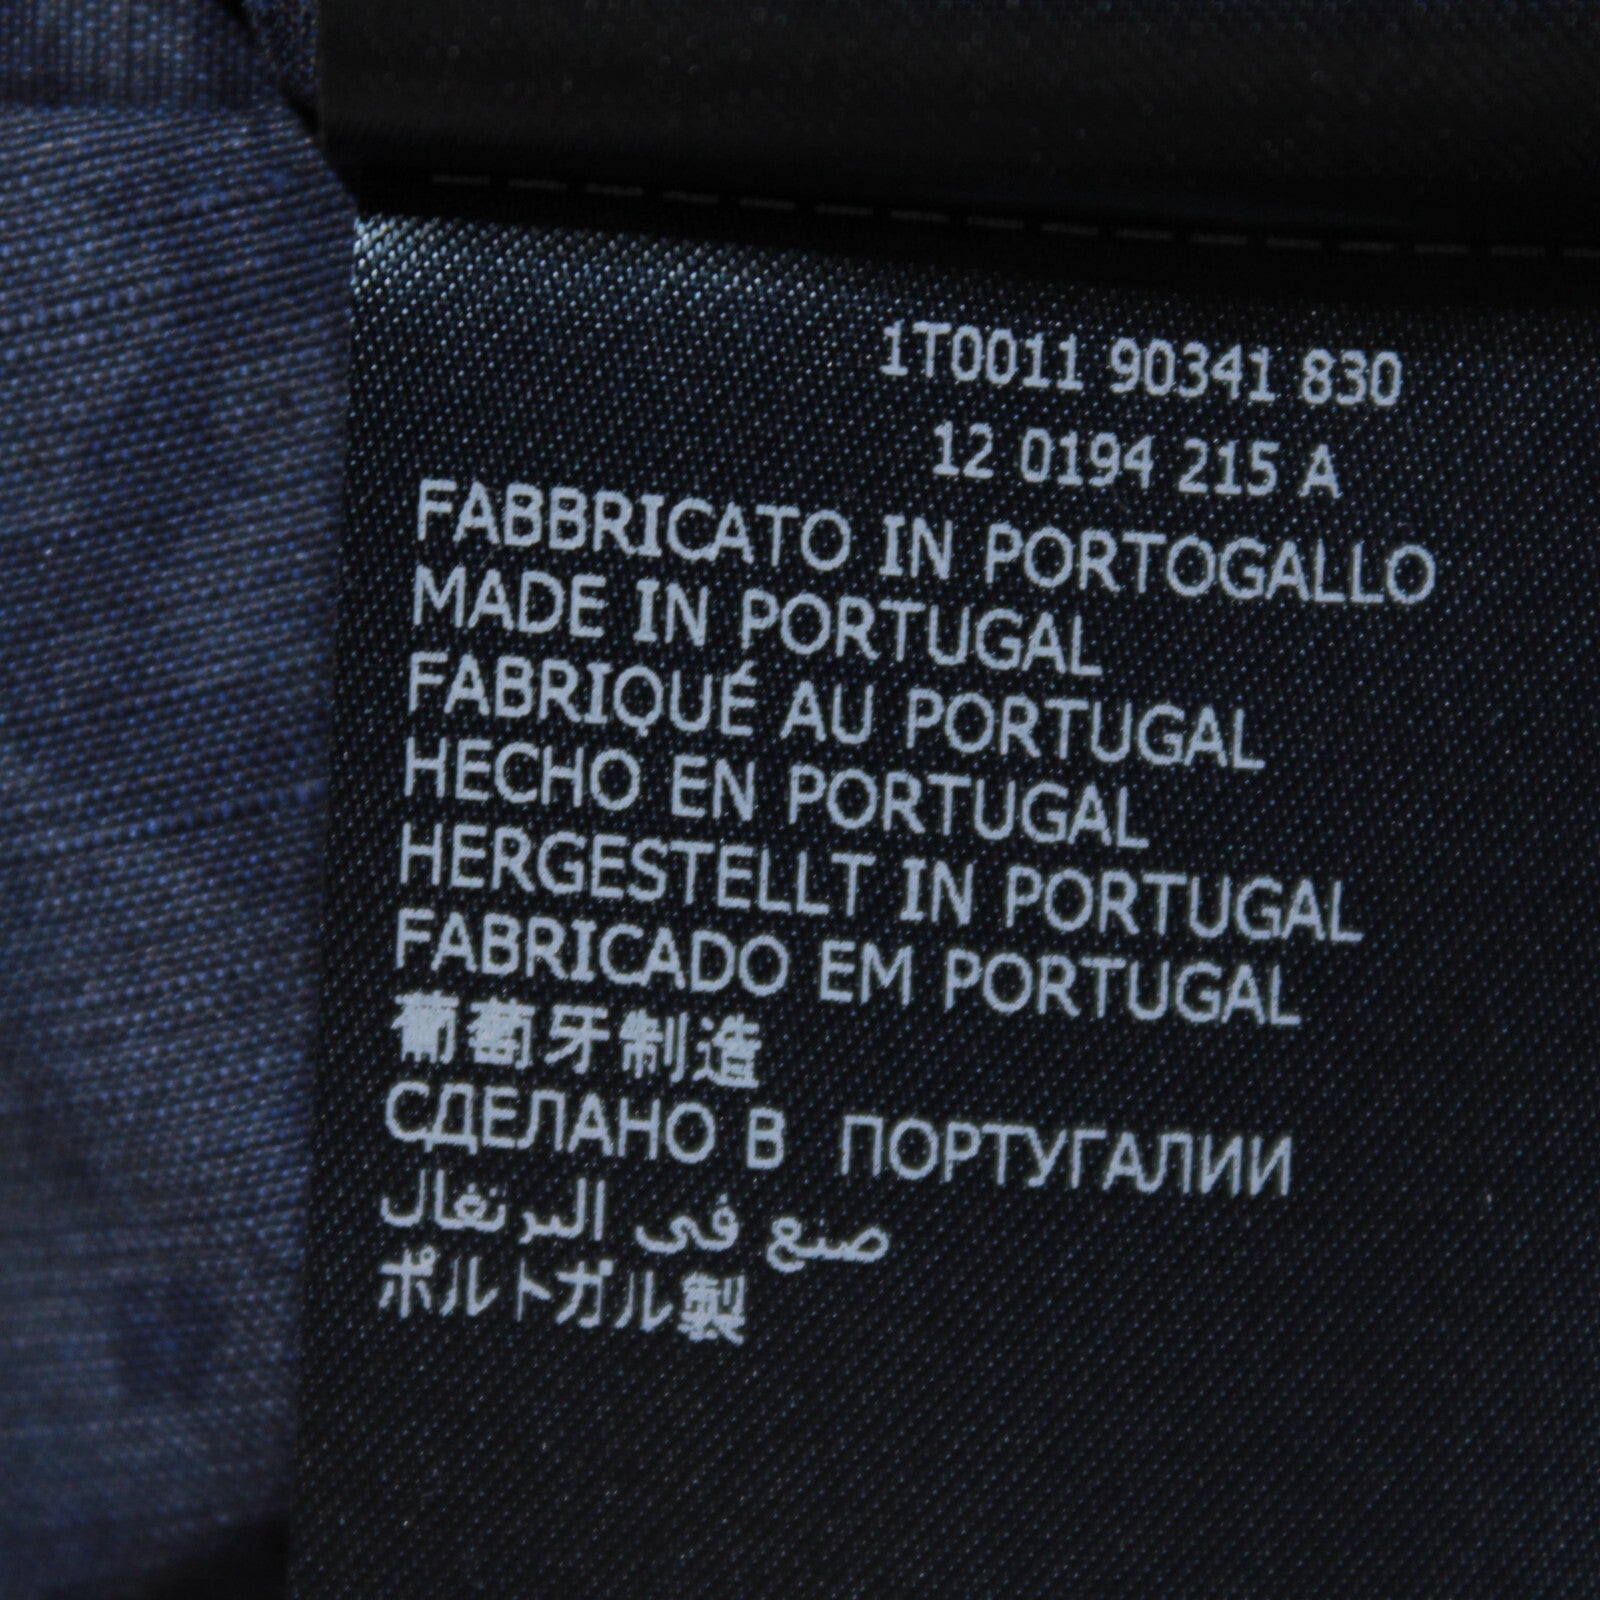 1T0011 90341 830
12 0194 215 A
FABBRICATO IN PORTOGALLO
MADE IN PORTUGAL
FABRIQUÉ AU PORTUGAL
HECHO EN PORTUGAL
HERGESTELLT IN PORTUGAL
FABRICADO EM PORTUGAL
葡萄牙制造
СДЕЛАНО В ПОРТУГАЛИИ
صنع فى البرتغال
ポルトガル製